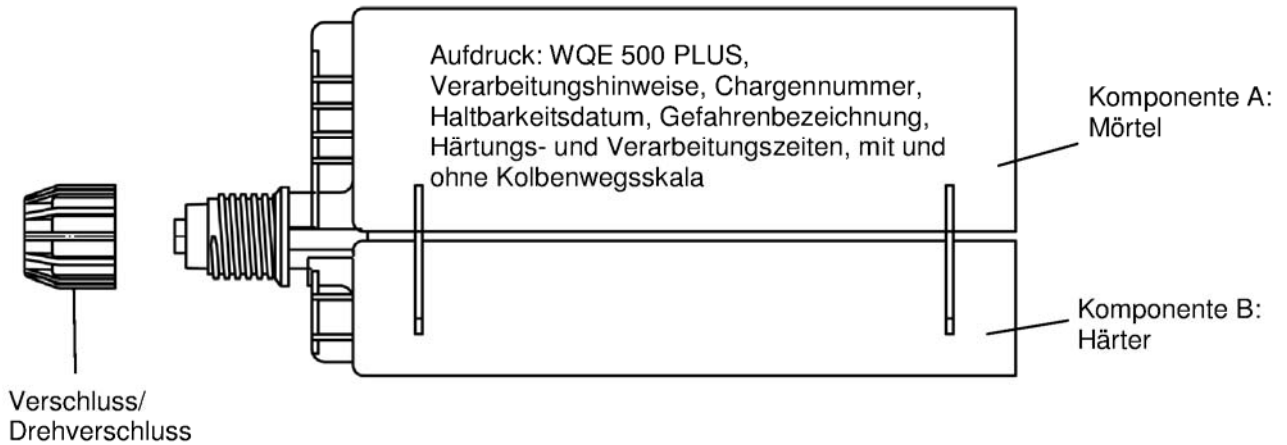 Aufdruck: WQE 500 PLUS,
Verarbeitungshinweise, Chargennummer,
Haltbarkeitsdatum, Gefahrenbezeichnung,
Härtungs- und Verarbeitungszeiten, mit und
ohne Kolbenwegsskala
Komponente A:
Mörtel
Komponente B:
Härter
Verschluss/
Drehverschluss